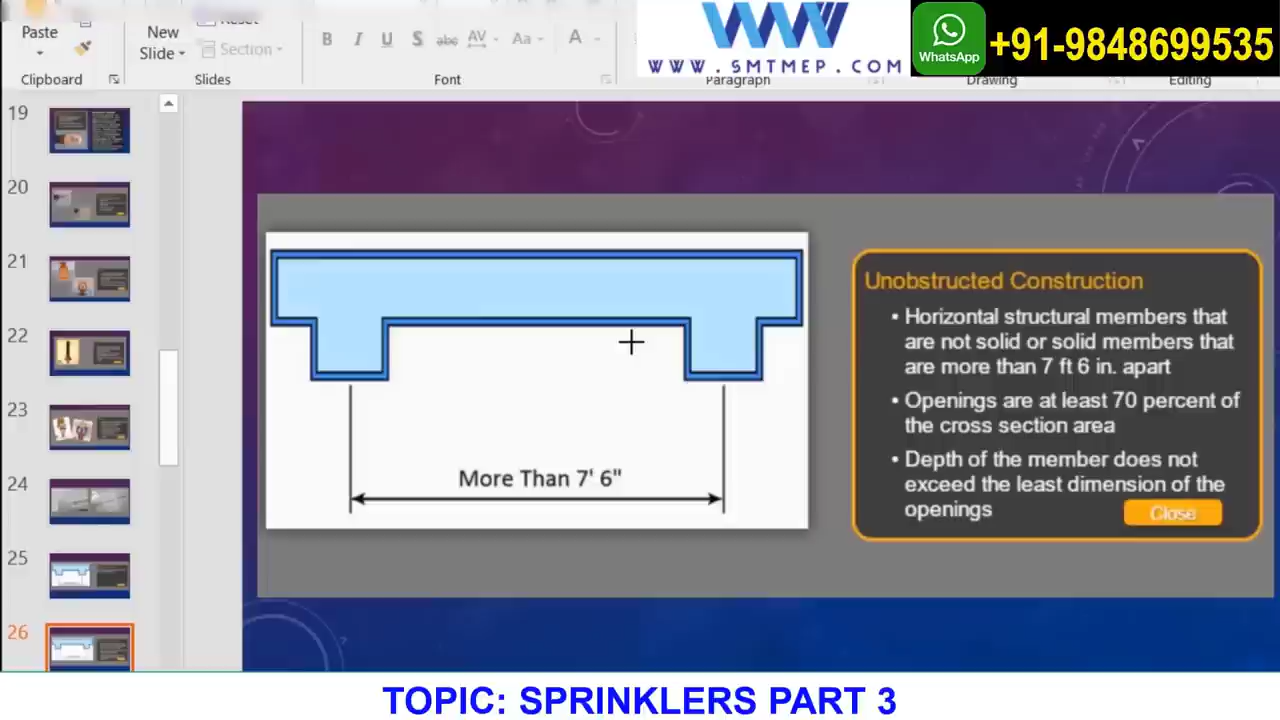 Paste
New
Slide
Reset
Section
B I U S abc AV Aa A
Clipboard
Slides
Font
Paragraph
Drawing
Editing
WWW.SMTMEP.COM
WhatsApp
+91-9848699535
19
20
21
22
23
24
25
26
More Than 7' 6"
Unobstructed Construction
• Horizontal structural members that
are not solid or solid members that
are more than 7 ft 6 in. apart
• Openings are at least 70 percent of
the cross section area
• Depth of the member does not
exceed the least dimension of the
openings
Close
TOPIC: SPRINKLERS PART 3